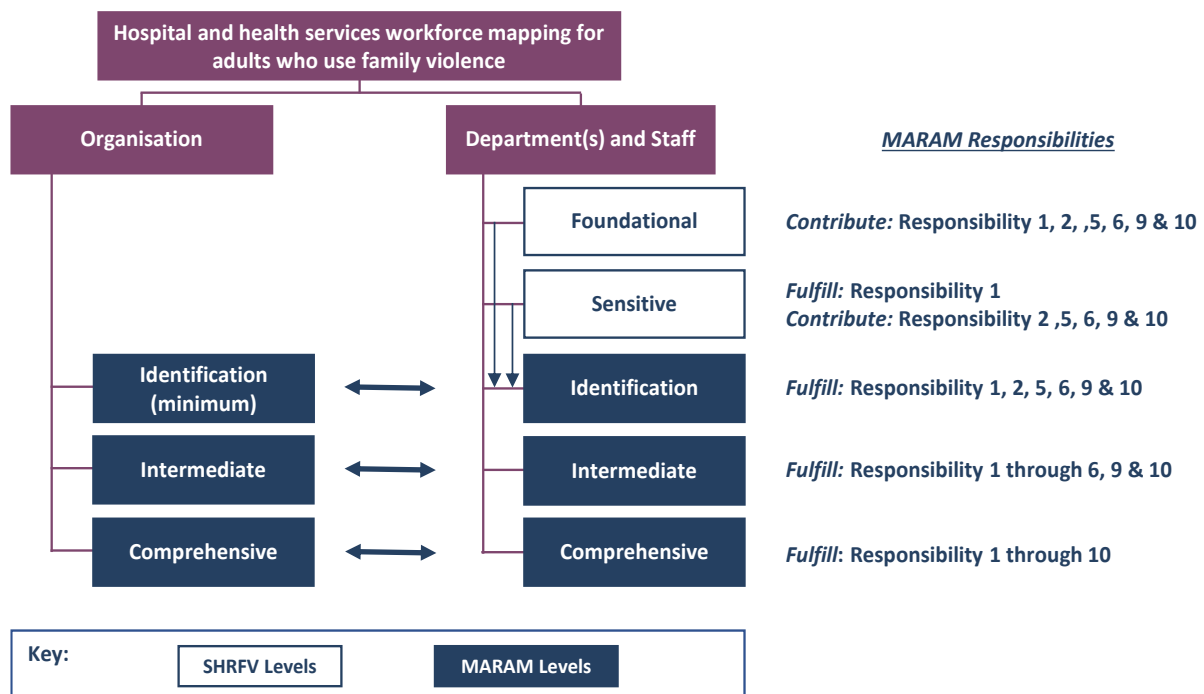 Hospital and health services workforce mapping for
adults who use family violence
Organisation
Department(s) and Staff
MARAM Responsibilities
Foundational
Contribute: Responsibility 1, 2, ,5, 6, 9 & 10
Sensitive
Fulfill: Responsibility 1
Contribute: Responsibility 2 ,5, 6, 9 & 10
Identification
(minimum)
Identification
Fulfill: Responsibility 1, 2, 5, 6, 9 & 10
Intermediate
Intermediate
Fulfill: Responsibility 1 through 6, 9 & 10
Comprehensive
Comprehensive
Fulfill: Responsibility 1 through 10
Key:
SHRFV Levels
MARAM Levels